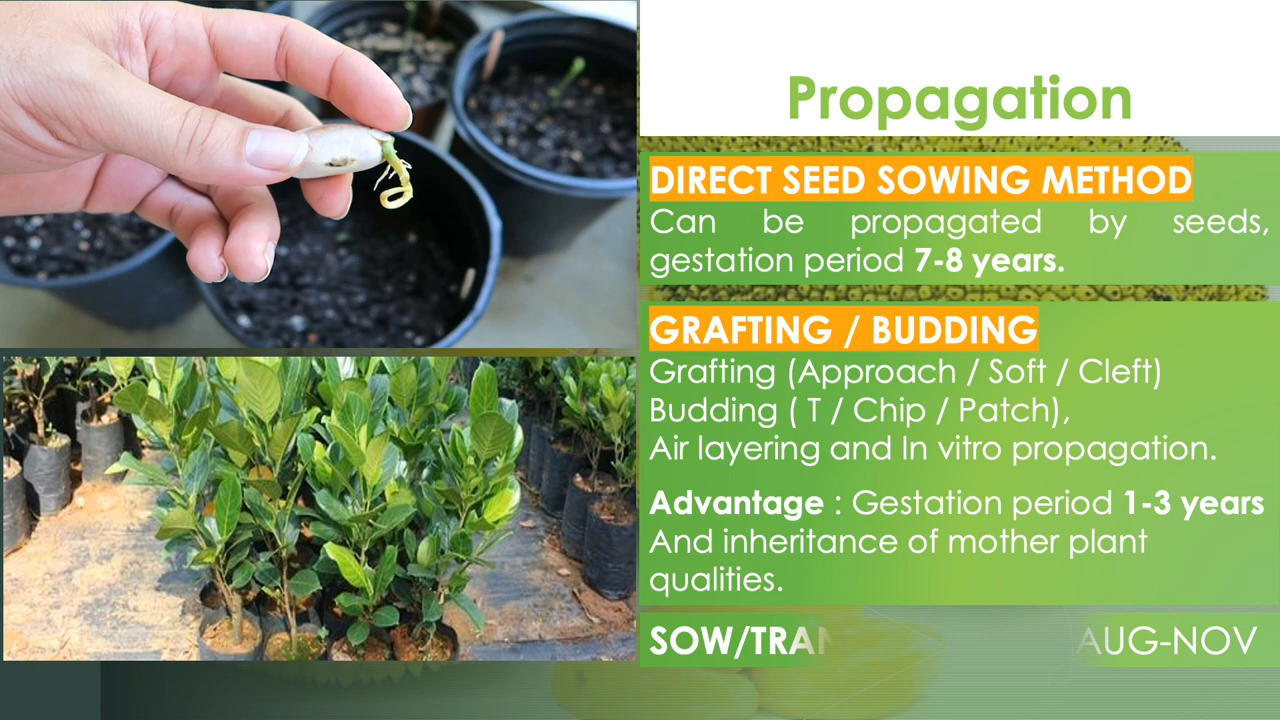 Propagation
DIRECT SEED SOWING METHOD
Can be propagated by seeds,
gestation period 7-8 years.
GRAFTING / BUDDING
Grafting (Approach / Soft / Cleft)
Budding ( T / Chip / Patch),
Air layering and In vitro propagation.
Advantage : Gestation period 1-3 years
And inheritance of mother plant
qualities.
AUG-NOV